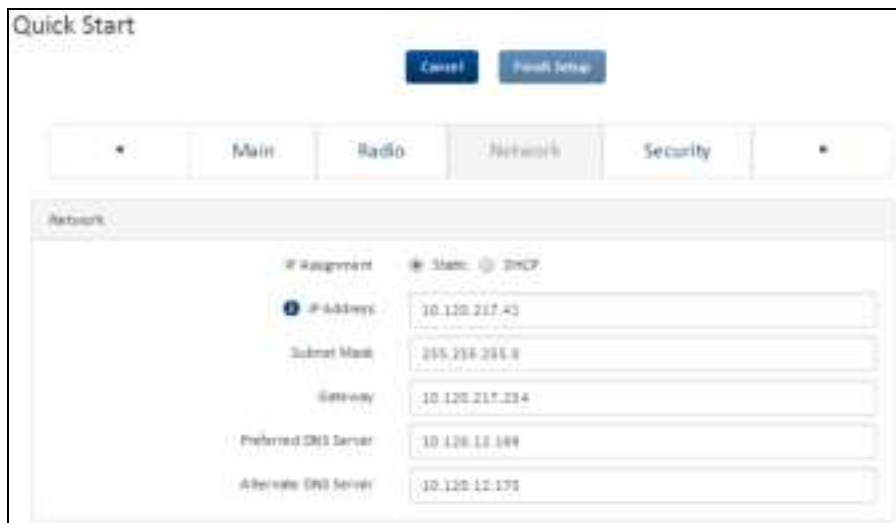 Quick Start
Cancel Finish Setup
Main Radio Network Security
Network
IP Assignment Static DHCP
IP Address 10.120.217.41
Subnet Mask 255.255.255.0
Gateway 10.120.217.254
Preferred DNS Server 10.120.12.169
Alternate DNS Server 10.120.12.170